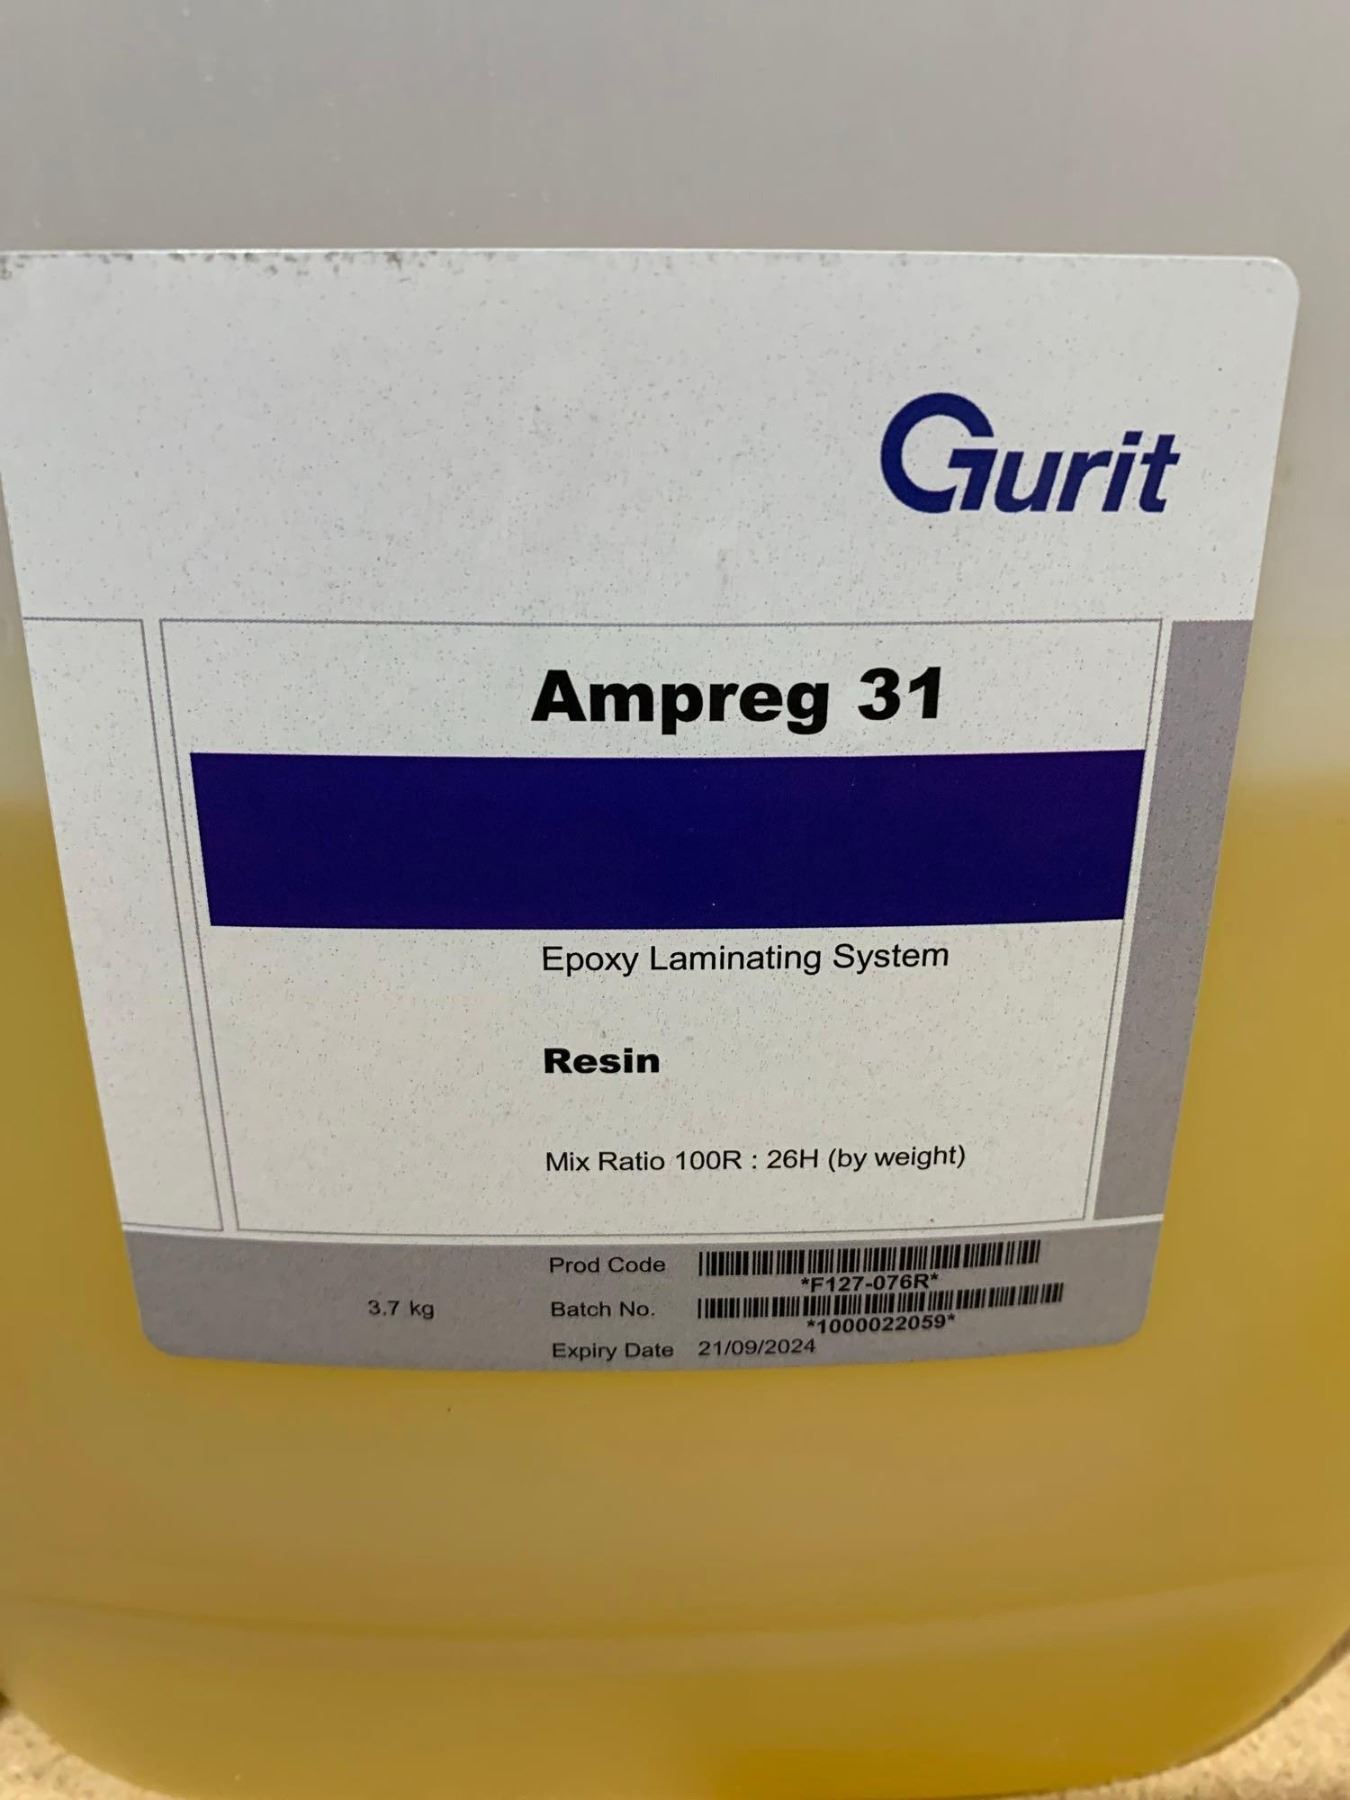 Gurit
Ampreg 31
Epoxy Laminating System
Resin
Mix Ratio 100R : 26H (by weight)
Prod Code
*F127-076R*
3.7 kg Batch No.
*1000022059*
Expiry Date 21/09/2024